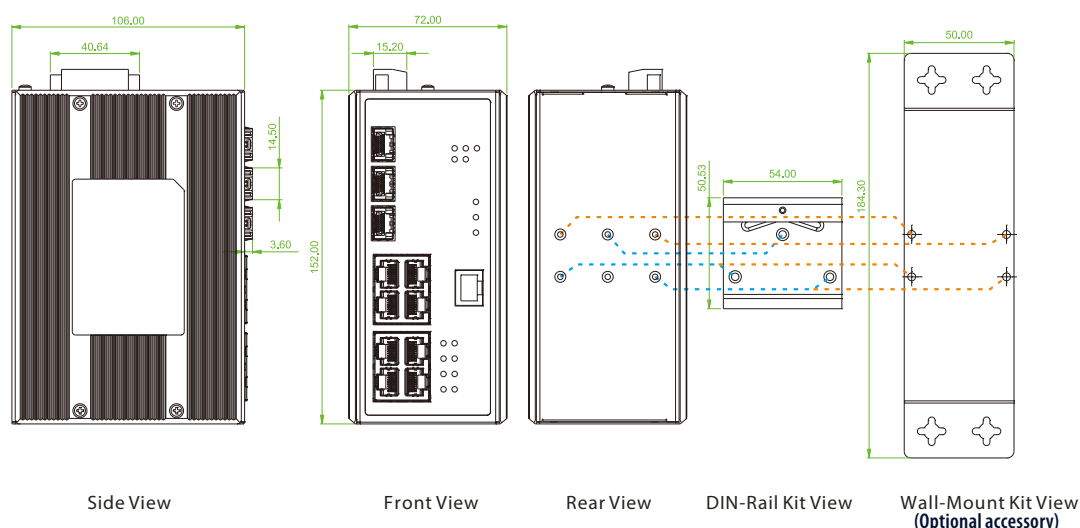 106.00
40.64
14.50
3.60
72.00
15.20
152.00
50.53
54.00
184.30
50.00
Side View
Front View
Rear View
DIN-Rail Kit View
Wall-Mount Kit View
(Optional accessory)